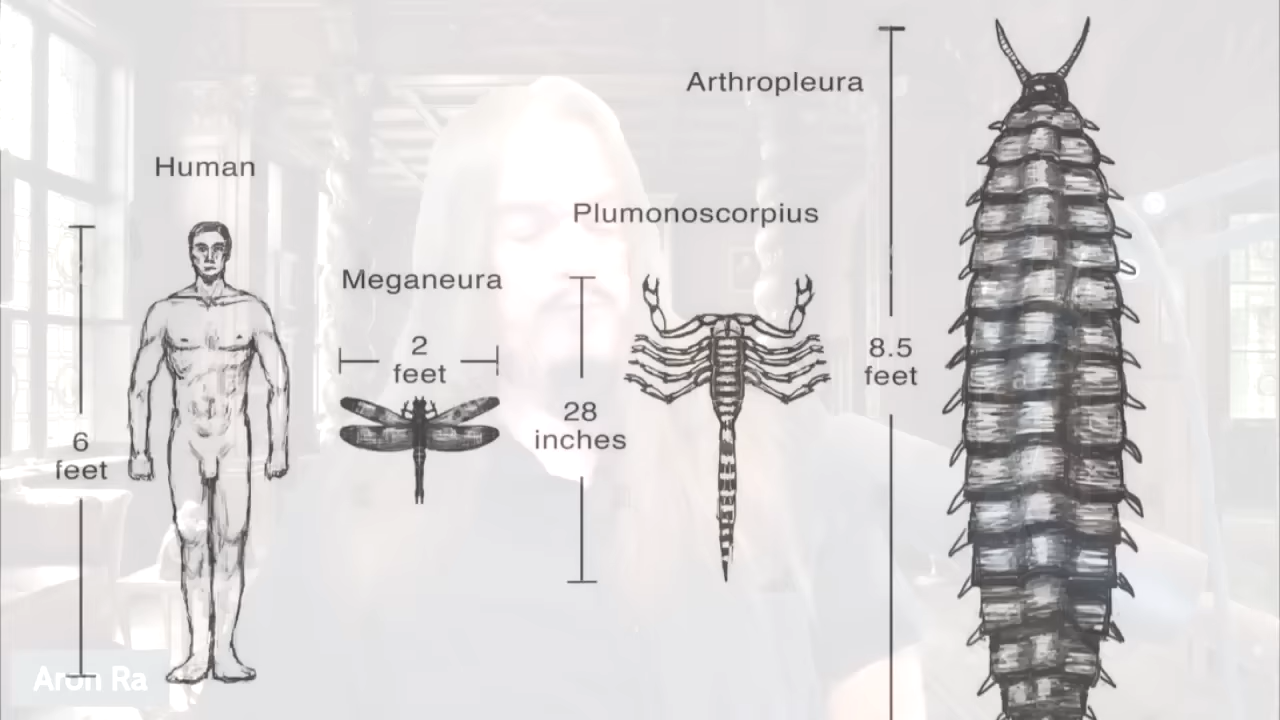 Arthropleura
Human
Plumonoscorpius
Meganeura
2
feet
8.5
feet
28
inches
6
feet
Aron Ra